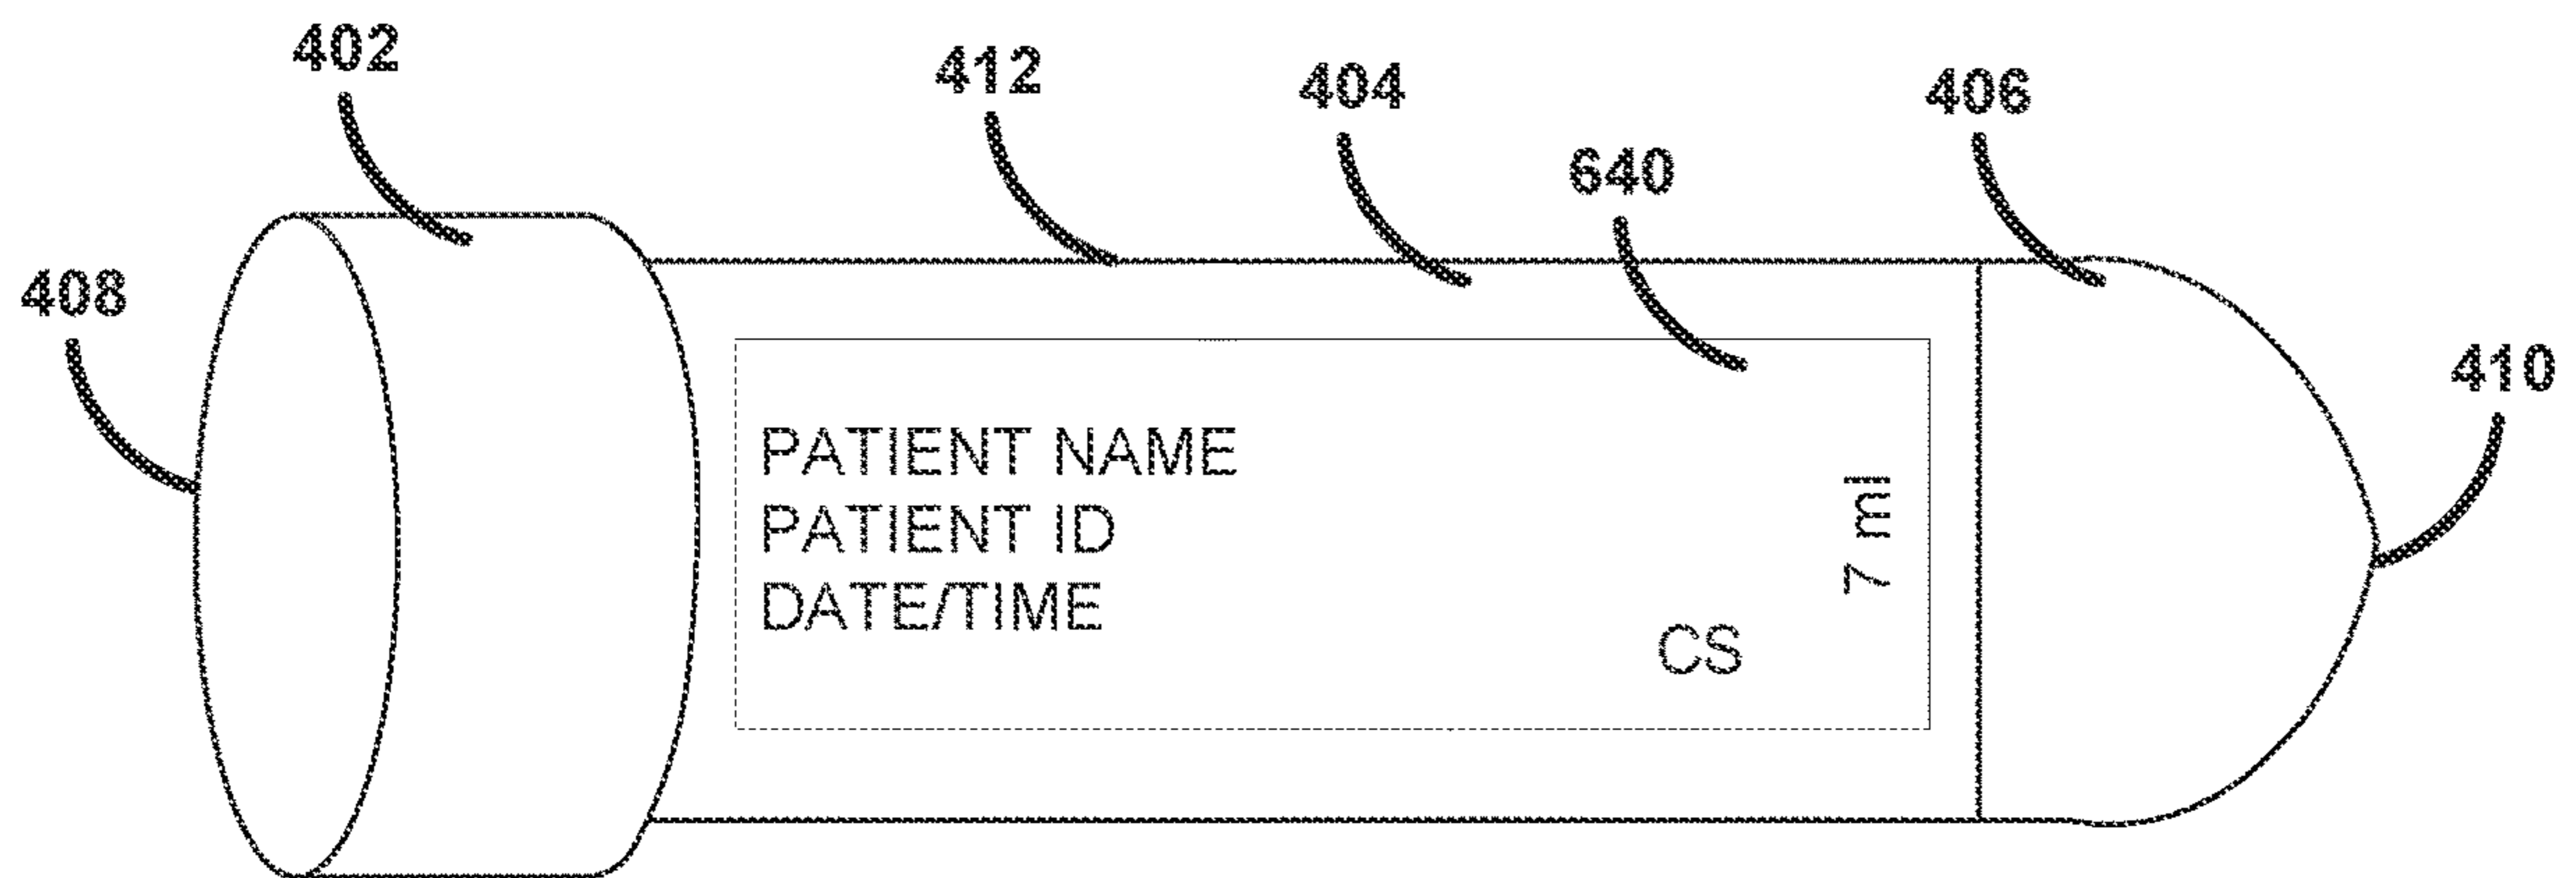 402
412
404
406
640
408
410
PATIENT NAME
PATIENT ID
DATE/TIME
7 ml
CS